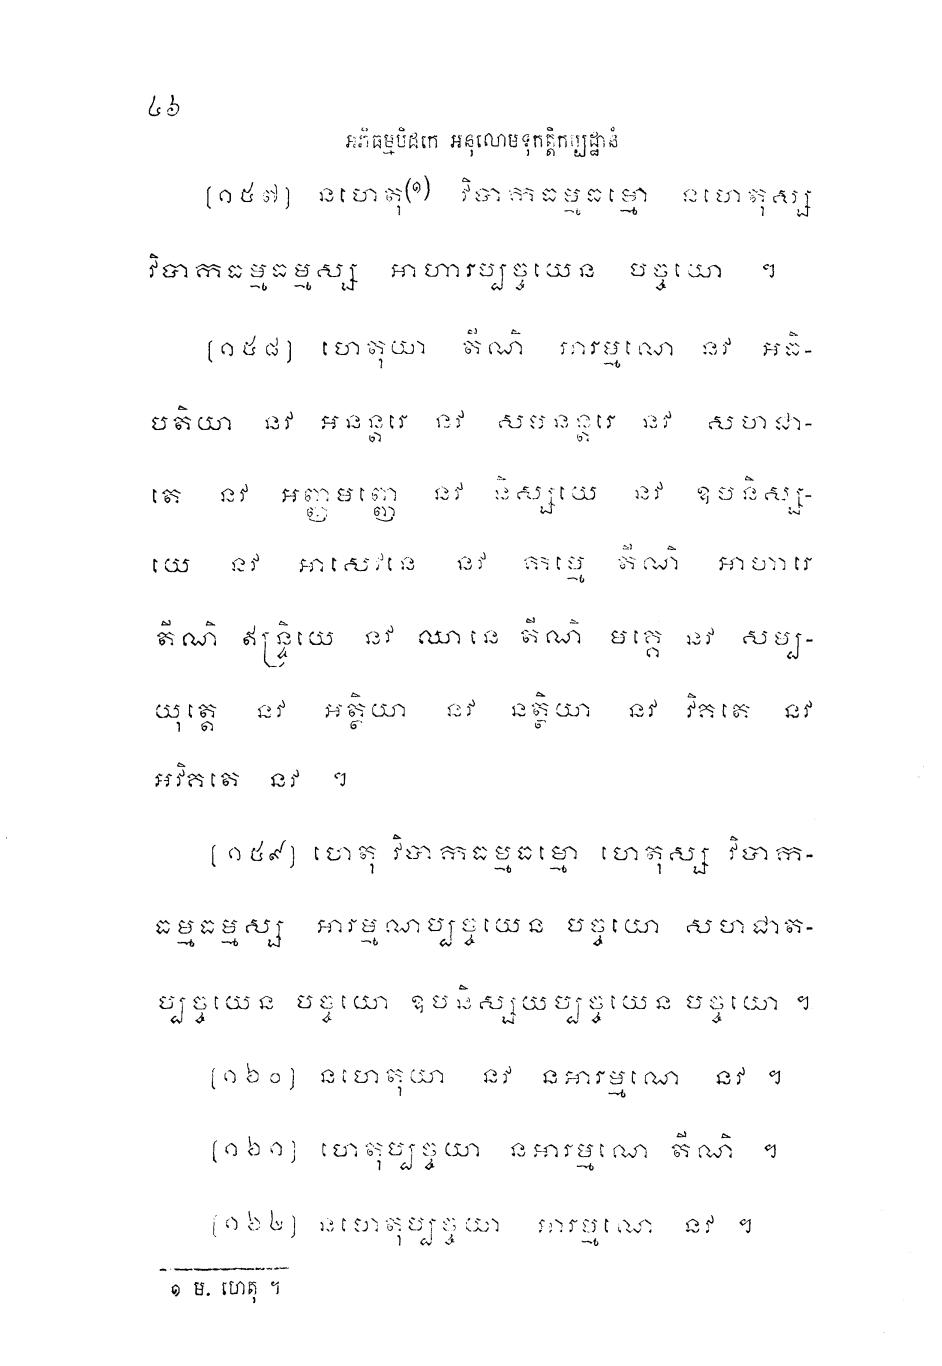 ៤៦
អភិធម្មបិដកេ អនុលោមទុកត្តិកប្បដ្ឋានំ
[១៥៧] នហេតុ(១) វិបាកធម្មធម្មោ នហេតុស្ស
វិបាកធម្មធម្មស្ស អាហារប្បច្ចយេន បច្ចយោ ។
[១៥៨] ហេតុយា តីណិ អារម្មណេ នវ អធិ-
បតិយា នវ អនន្តរេ នវ សមនន្តរេ នវ សហជា-
តេ នវ អញ្ញមញ្ញេ នវ និស្សយេ នវ ឧបនិស្ស-
យេ នវ អាសេវនេ នវ កម្មេ តីណិ អាហារេ
តីណិ ឥន្ទ្រិយេ នវ ឈានេ តីណិ មគ្គេ នវ សម្ប-
យុត្តេ នវ អត្ថិយា នវ នត្ថិយា នវ វិគតេ នវ
អវិគតេ នវ ។
[១៥៩] ហេតុ វិបាកធម្មធម្មោ ហេតុស្ស វិបាក-
ធម្មធម្មស្ស អារម្មណប្បច្ចយេន បច្ចយោ សហជាត-
ប្បច្ចយេន បច្ចយោ ឧបនិស្សយប្បច្ចយេន បច្ចយោ ។
[១៦០] នហេតុយា នវ នអារម្មណេ នវ ។
[១៦១] ហេតុប្បច្ចយា នអារម្មណេ តីណិ ។
[១៦២] នហេតុប្បច្ចយា អារម្មណេ នវ ។
១ ម. ហេតុ ។